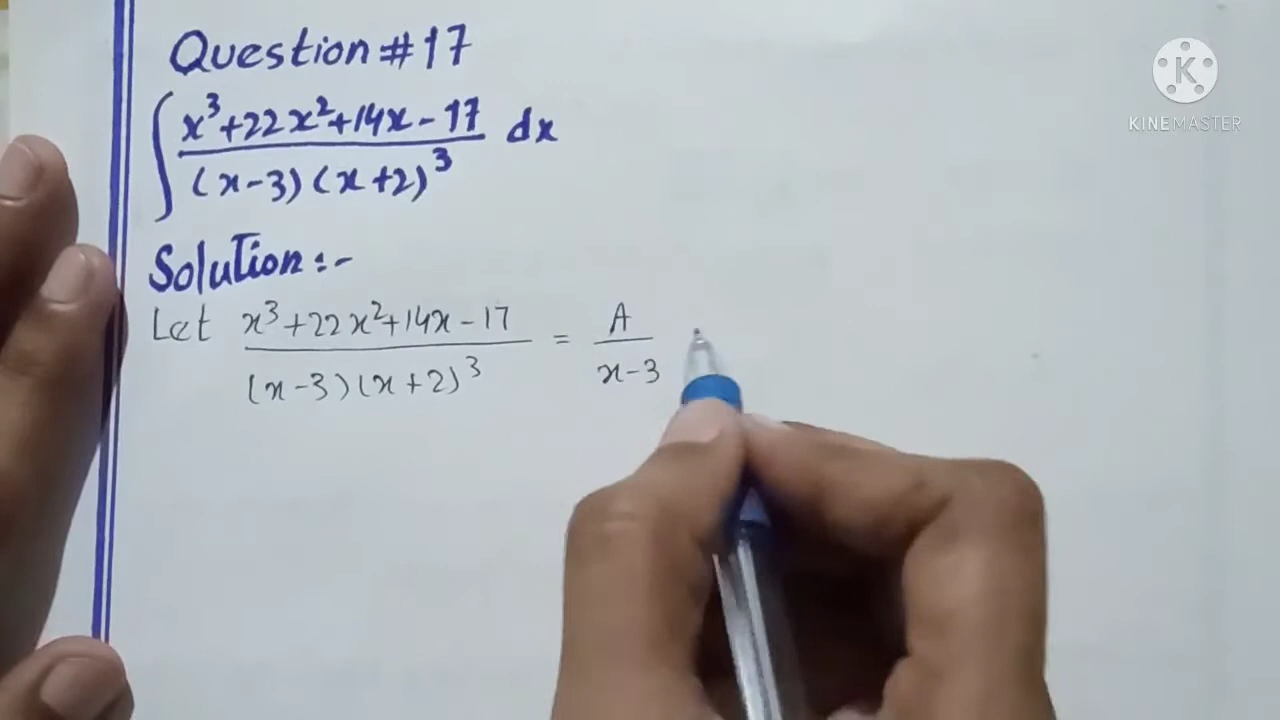 Question #17
∫ x³+22x²+14x-17 / (x-3)(x+2)³ dx
Solution:-
Let x³+22x²+14x-17 / (x-3)(x+2)³ = A / x-3
K
KINEMASTER